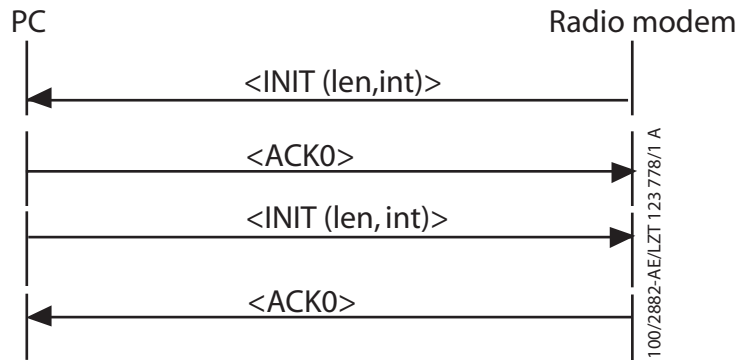 PC
Radio modem
<INIT (len,int)>
<ACK0>
<INIT (len, int)>
<ACK0>
100/2882-AE/LZT 123 778/1 A